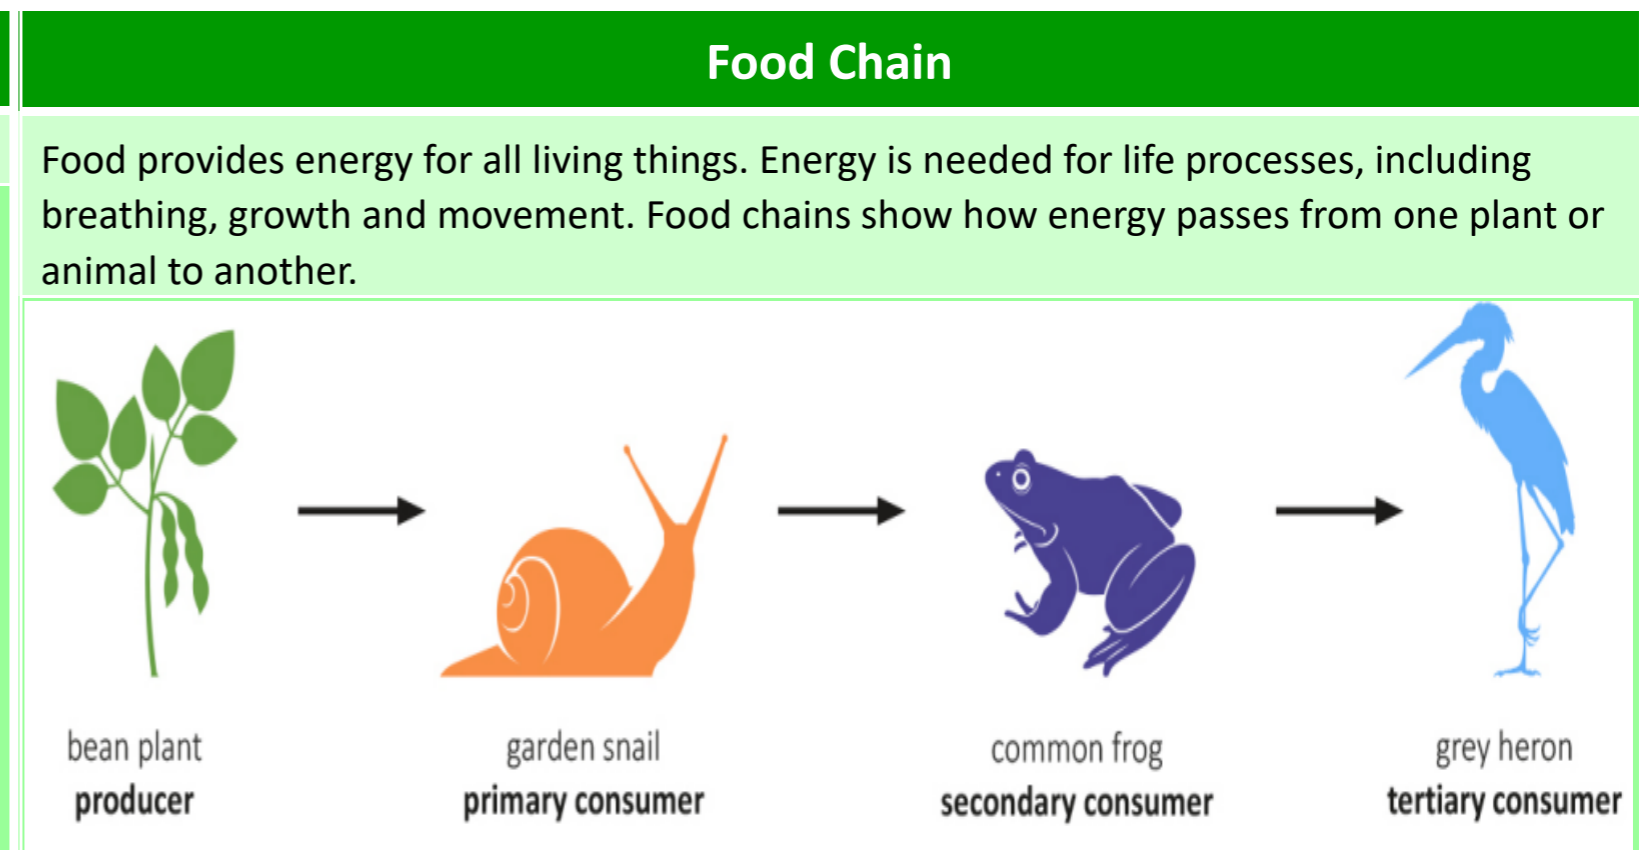 Food Chain
Food provides energy for all living things. Energy is needed for life processes, including
breathing, growth and movement. Food chains show how energy passes from one plant or
animal to another.
bean plant
producer
garden snail
primary consumer
common frog
secondary consumer
grey heron
tertiary consumer